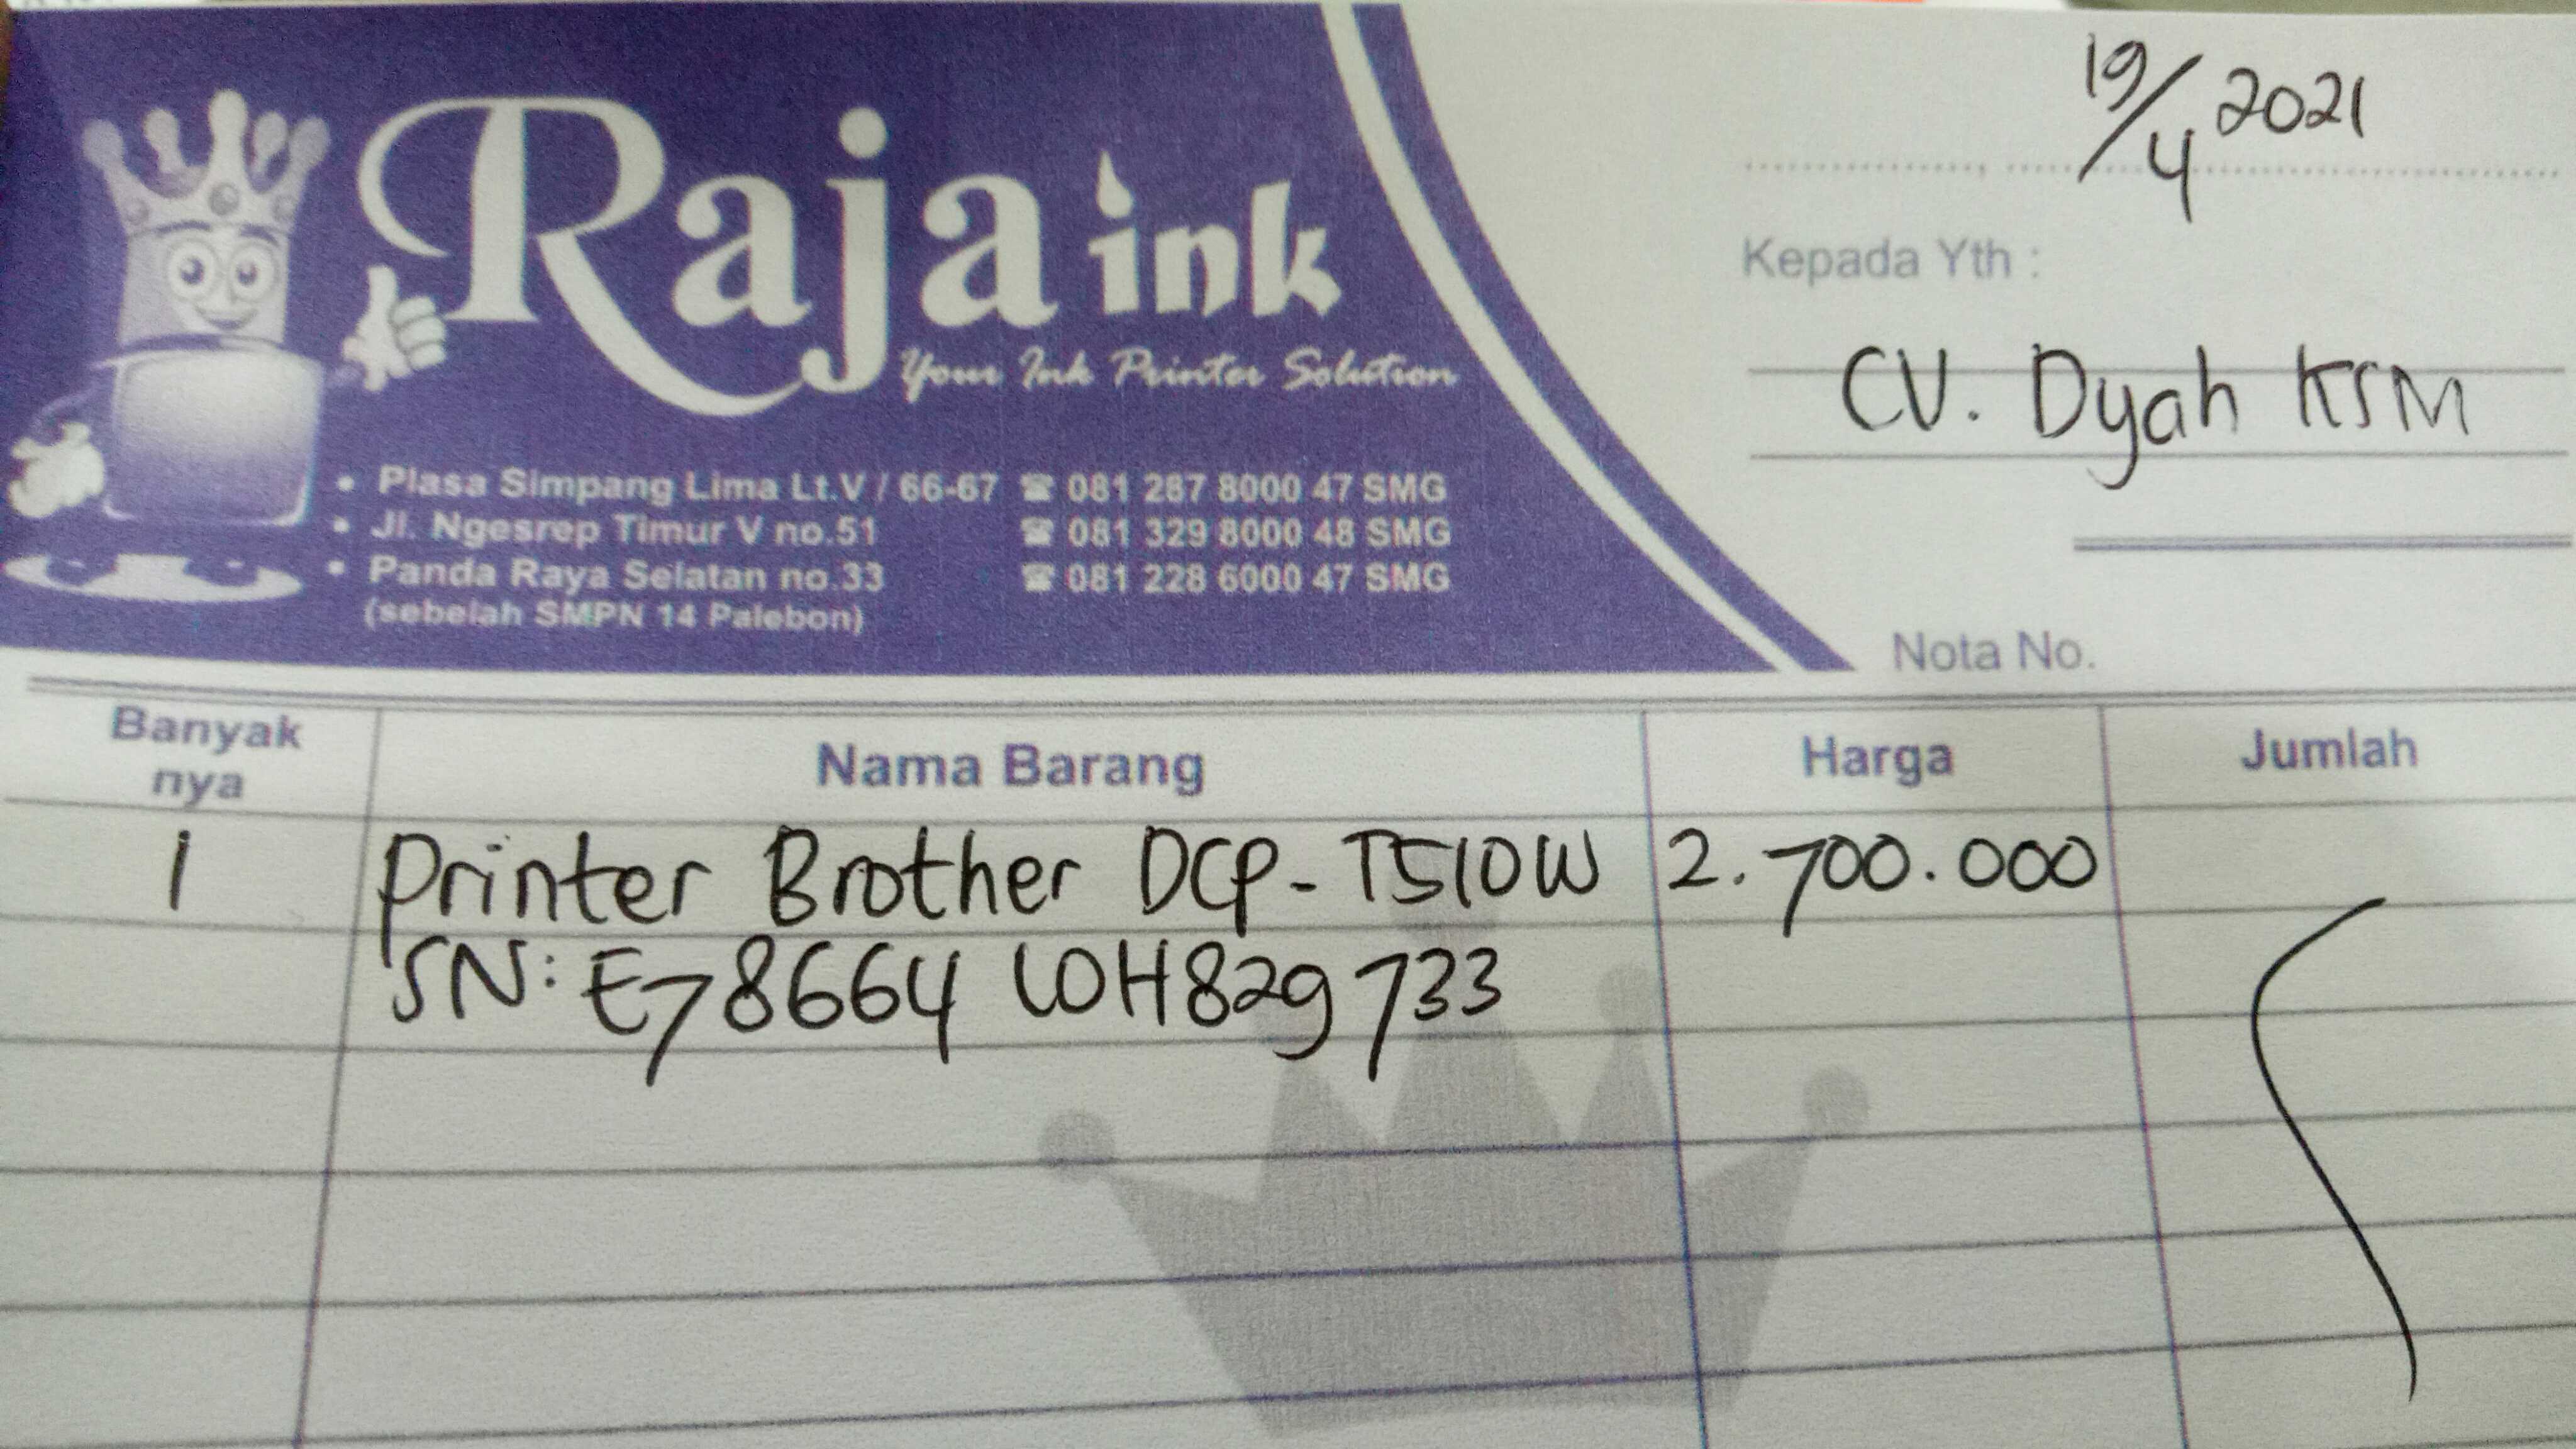 Raja ink
Your Ink Printer Solution
• Plasa Simpang Lima Lt.V / 66-67 ☎ 081 287 8000 47 SMG
• Jl. Ngesrep Timur V no.51 ☎ 081 329 8000 48 SMG
• Panda Raya Selatan no.33 ☎ 081 228 6000 47 SMG
(sebelah SMPN 14 Palebon)
19/4 2021
Kepada Yth :
CV. Dyah KSM
Nota No.
Banyak nya Nama Barang Harga Jumlah
1 Printer Brother DCP-T510W 2.700.000
SN: E78664 L0H829733